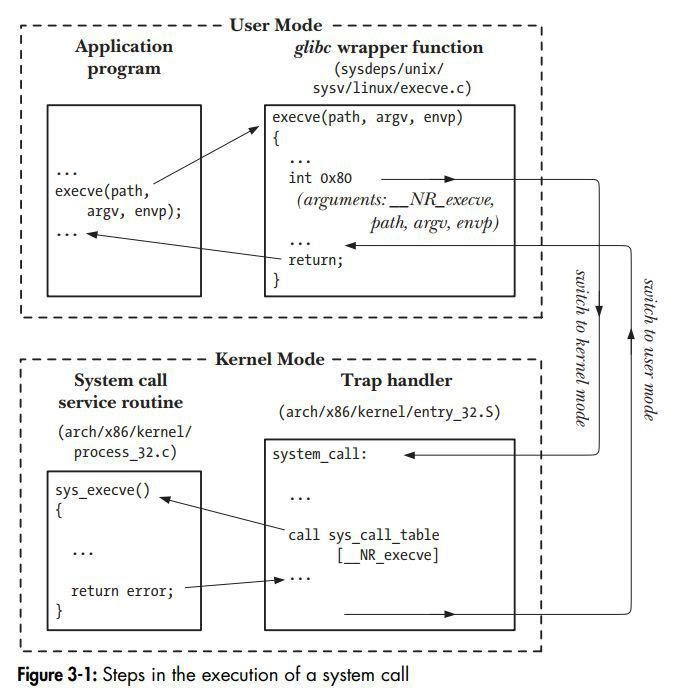 User Mode
Application
program
glibc wrapper function
(sysdeps/unix/
sysv/linux/execve.c)
...
execve(path,
argv, envp);
...
execve(path, argv, envp)
{
...
int 0x80
(arguments: __NR_execve,
path, argv, envp)
...
return;
}
switch to kernel mode
switch to user mode
Kernel Mode
System call
service routine
(arch/x86/kernel/
process_32.c)
Trap handler
(arch/x86/kernel/entry_32.S)
sys_execve()
{
...
return error;
}
system_call:
...
call sys_call_table
[__NR_execve]
...
Figure 3-1: Steps in the execution of a system call